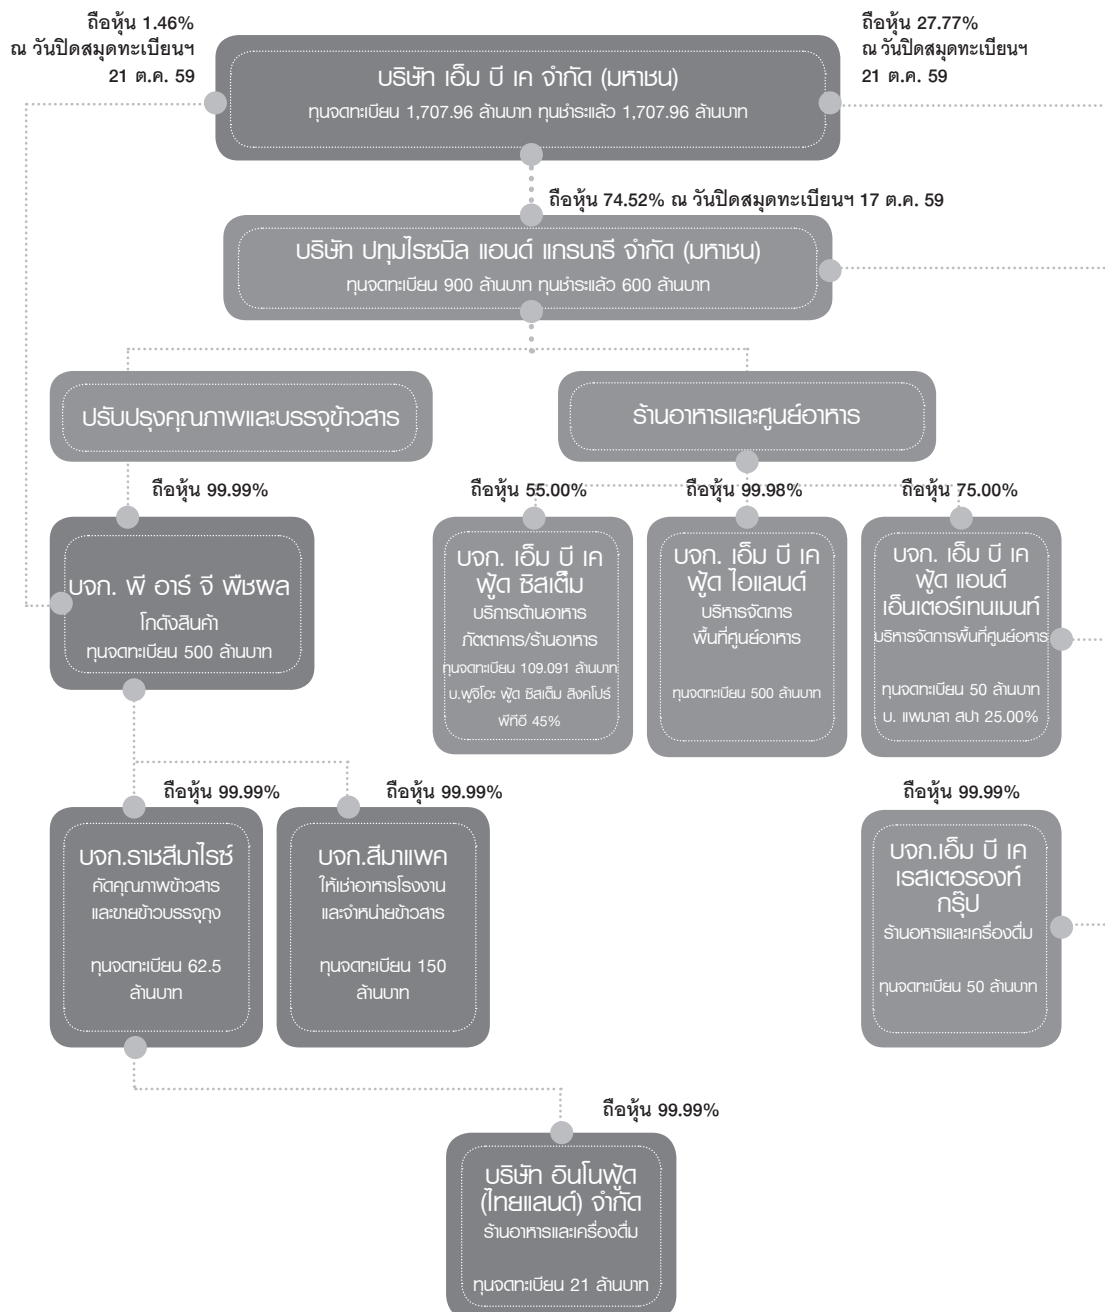 ถือหุ้น 1.46%
ณ วันปิดสมุดทะเบียนฯ
21 ต.ค. 59
ถือหุ้น 27.77%
ณ วันปิดสมุดทะเบียนฯ
21 ต.ค. 59
บริษัท เอ็ม บี เค จำกัด (มหาชน)
ทุนจดทะเบียน 1,707.96 ล้านบาท ทุนชำระแล้ว 1,707.96 ล้านบาท
ถือหุ้น 74.52% ณ วันปิดสมุดทะเบียนฯ 17 ต.ค. 59
บริษัท ปทุมไรซมิล แอนด์ แกรนารี จำกัด (มหาชน)
ทุนจดทะเบียน 900 ล้านบาท ทุนชำระแล้ว 600 ล้านบาท
ปรับปรุงคุณภาพและบรรจุข้าวสาร
ร้านอาหารและศูนย์อาหาร
ถือหุ้น 99.99%
บจก. พี อาร์ จี พืชผล
โกดังสินค้า
ทุนจดทะเบียน 500 ล้านบาท
ถือหุ้น 55.00%
บจก. เอ็ม บี เค
ฟู้ด ซิสเต็ม
บริการด้านอาหาร
ภัตตาคาร/ร้านอาหาร
ทุนจดทะเบียน 109.091 ล้านบาท
บ.ฟูจิโอะ ฟู้ด ซิสเต็ม สิงคโปร์
พีทีอี 45%
ถือหุ้น 99.98%
บจก. เอ็ม บี เค
ฟู้ด ไอแลนด์
บริหารจัดการ
พื้นที่ศูนย์อาหาร
ทุนจดทะเบียน 500 ล้านบาท
ถือหุ้น 75.00%
บจก. เอ็ม บี เค
ฟู้ด แอนด์
เอ็นเตอร์เทนเมนท์
บริหารจัดการพื้นที่ศูนย์อหาร
ทุนจดทะเบียน 50 ล้านบาท
บ. แพมาลา สปา 25.00%
ถือหุ้น 99.99%
บจก.ราชสีมาไรซ์
คัดคุณภาพข้าวสาร
และขายข้าวบรรจุถุง
ทุนจดทะเบียน 62.5
ล้านบาท
ถือหุ้น 99.99%
บจก.สีมาแพค
ให้เช่าอาหารโรงงาน
และจำหน่ายข้าวสาร
ทุนจดทะเบียน 150
ล้านบาท
ถือหุ้น 99.99%
บจก.เอ็ม บี เค
เรสเตอรองท์
กรุ๊ป
ร้านอาหารและเครื่องดื่ม
ทุนจดทะเบียน 50 ล้านบาท
ถือหุ้น 99.99%
บริษัท อินโนฟู้ด
(ไทยแลนด์) จำกัด
ร้านอาหารและเครื่องดื่ม
ทุนจดทะเบียน 21 ล้านบาท